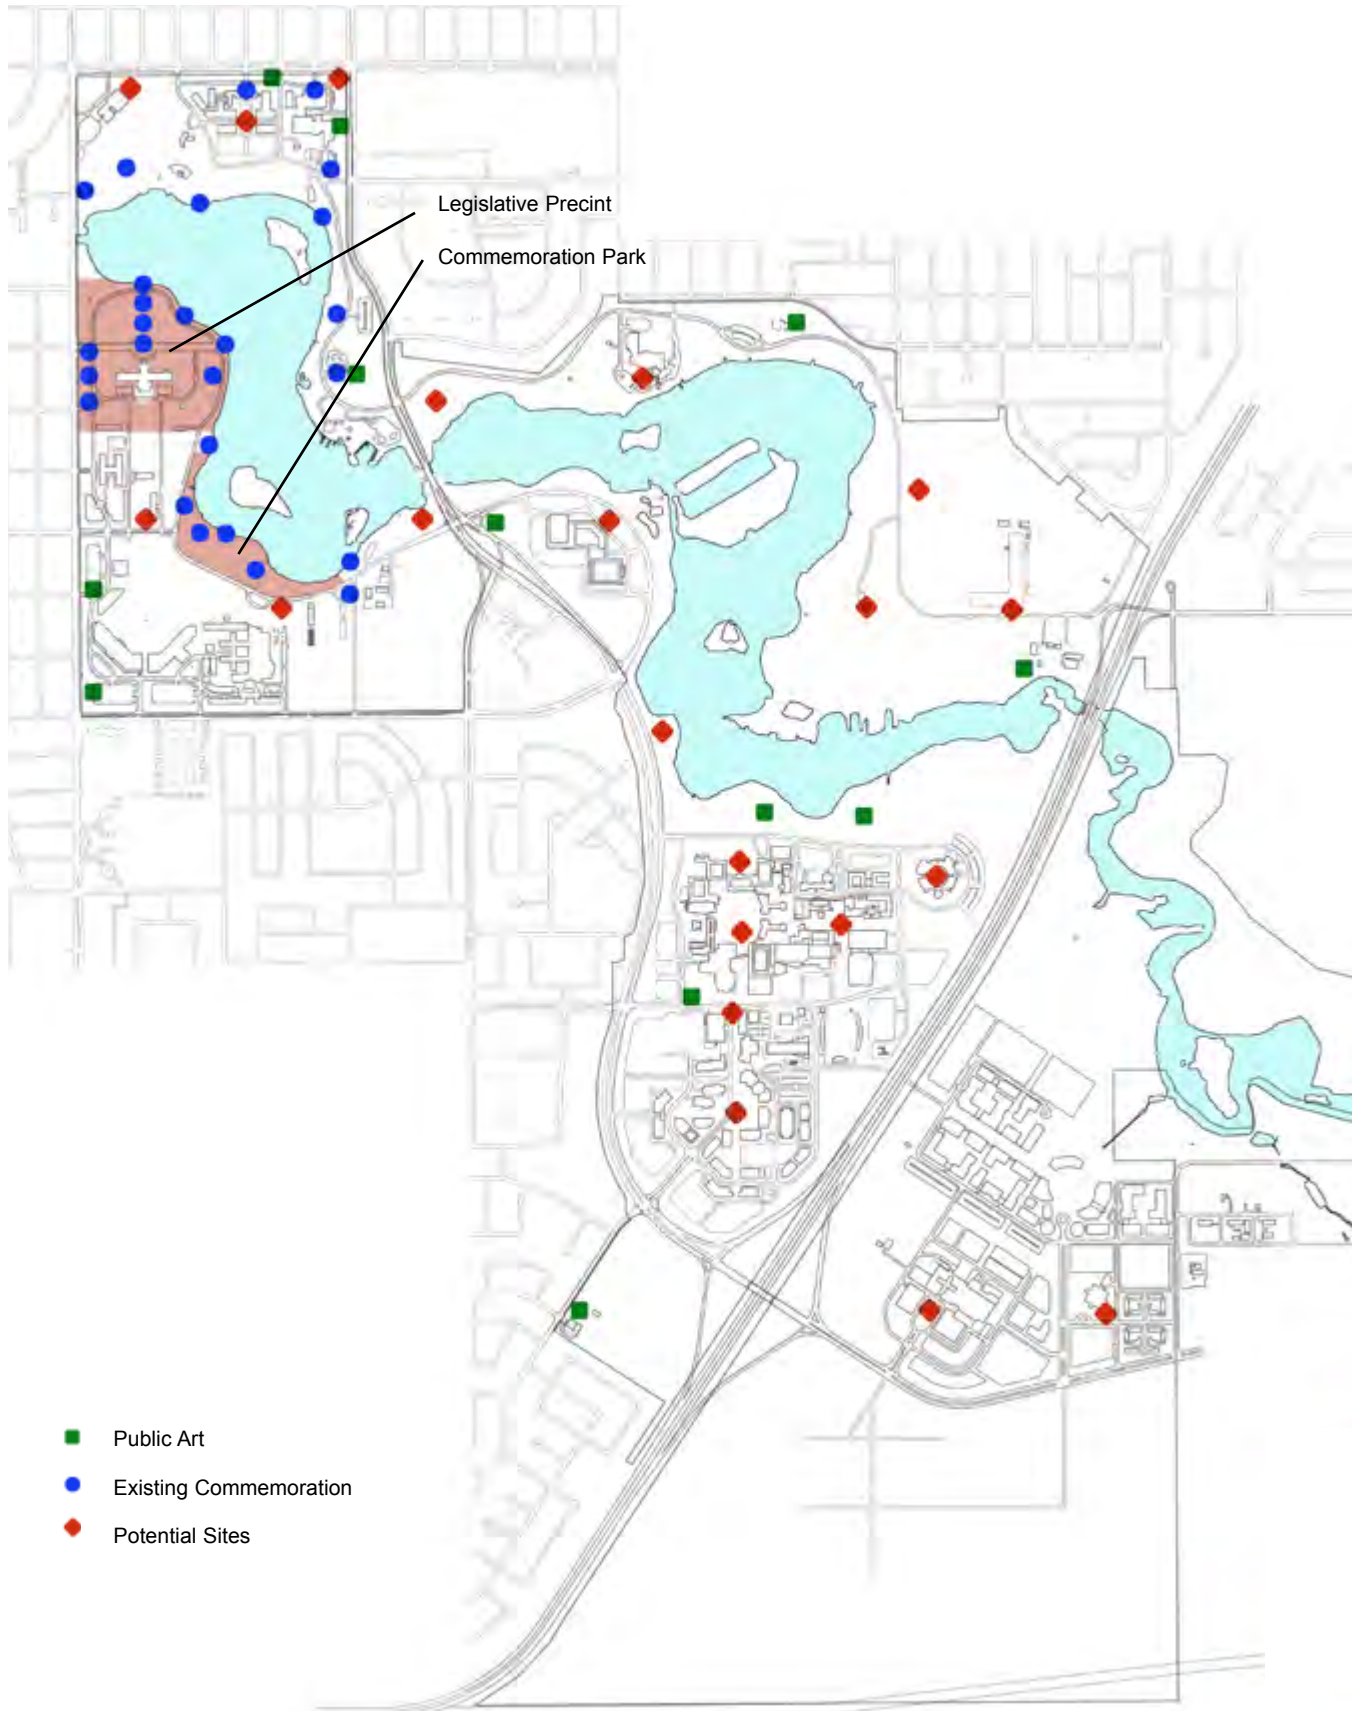 Legislative Precint
Commemoration Park
Public Art
Existing Commemoration
Potential Sites